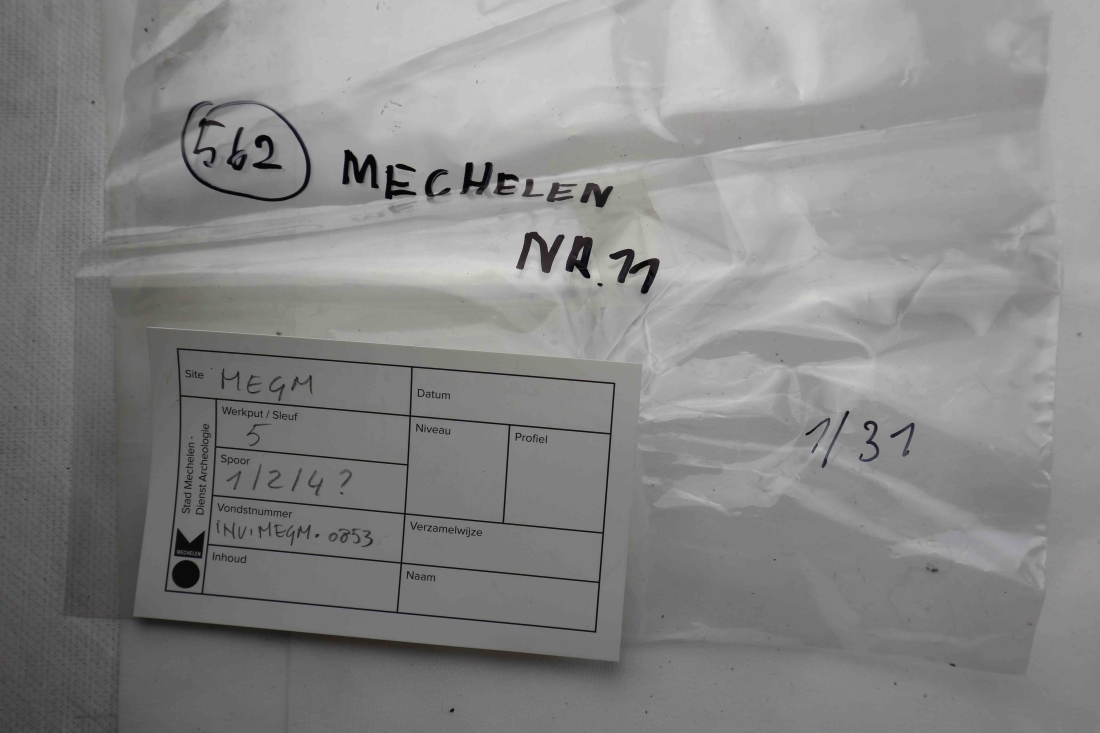 562 MECHELEN
NR.11
1/31
Site MEGM
Datum
Werkput / Sleuf
5
Niveau
Profiel
Spoor
1/2/4?
Vondstnummer
INV:MEGM.0853
Verzamelwijze
Inhoud
Naam
Stad Mechelen -
Dienst Archeologie
MECHELEN